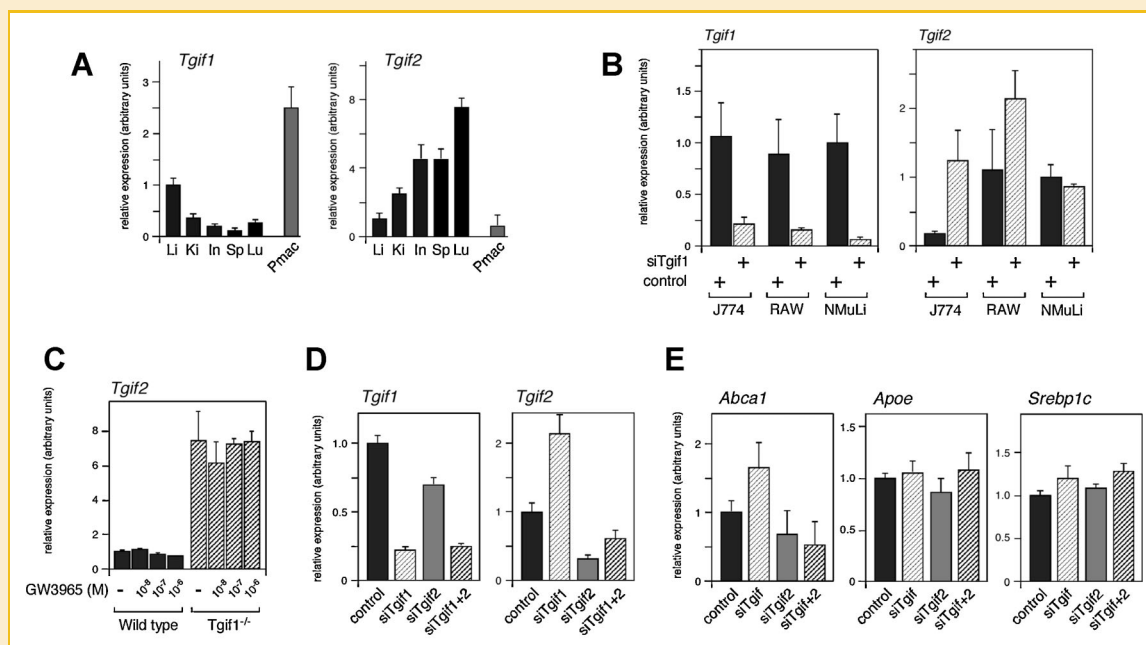 A
Tgif1
relative expression (arbitrary units)
3
2
1
0
Li Ki In Sp Lu Pmac
Tgif2
relative expression (arbitrary units)
8
4
0
Li Ki In Sp Lu Pmac
B
Tgif1
relative expression (arbitrary units)
1.5
1.0
0.5
0
Tgif2
2
1
0
siTgif1 + + + + + +
control + + + + + +
J774 RAW NMuLi J774 RAW NMuLi
C
Tgif2
relative expression (arbitrary units)
8
6
4
2
0
GW3965 (M) - 10-8 10-7 10-6 - 10-8 10-7 10-6
Wild type Tgif1-/-
D
Tgif1
relative expression (arbitrary units)
1.0
0.5
0
control siTgif1 siTgif2 siTgif1+2
Tgif2
2
1
0
control siTgif1 siTgif2 siTgif1+2
E
Abca1
relative expression (arbitrary units)
2
1
0
control siTgif siTgif2 siTgif+2
Apoe
1.5
1.0
0.5
0
control siTgif siTgif2 siTgif+2
Srebp1c
1.5
1.0
0.5
0
control siTgif siTgif2 siTgif+2